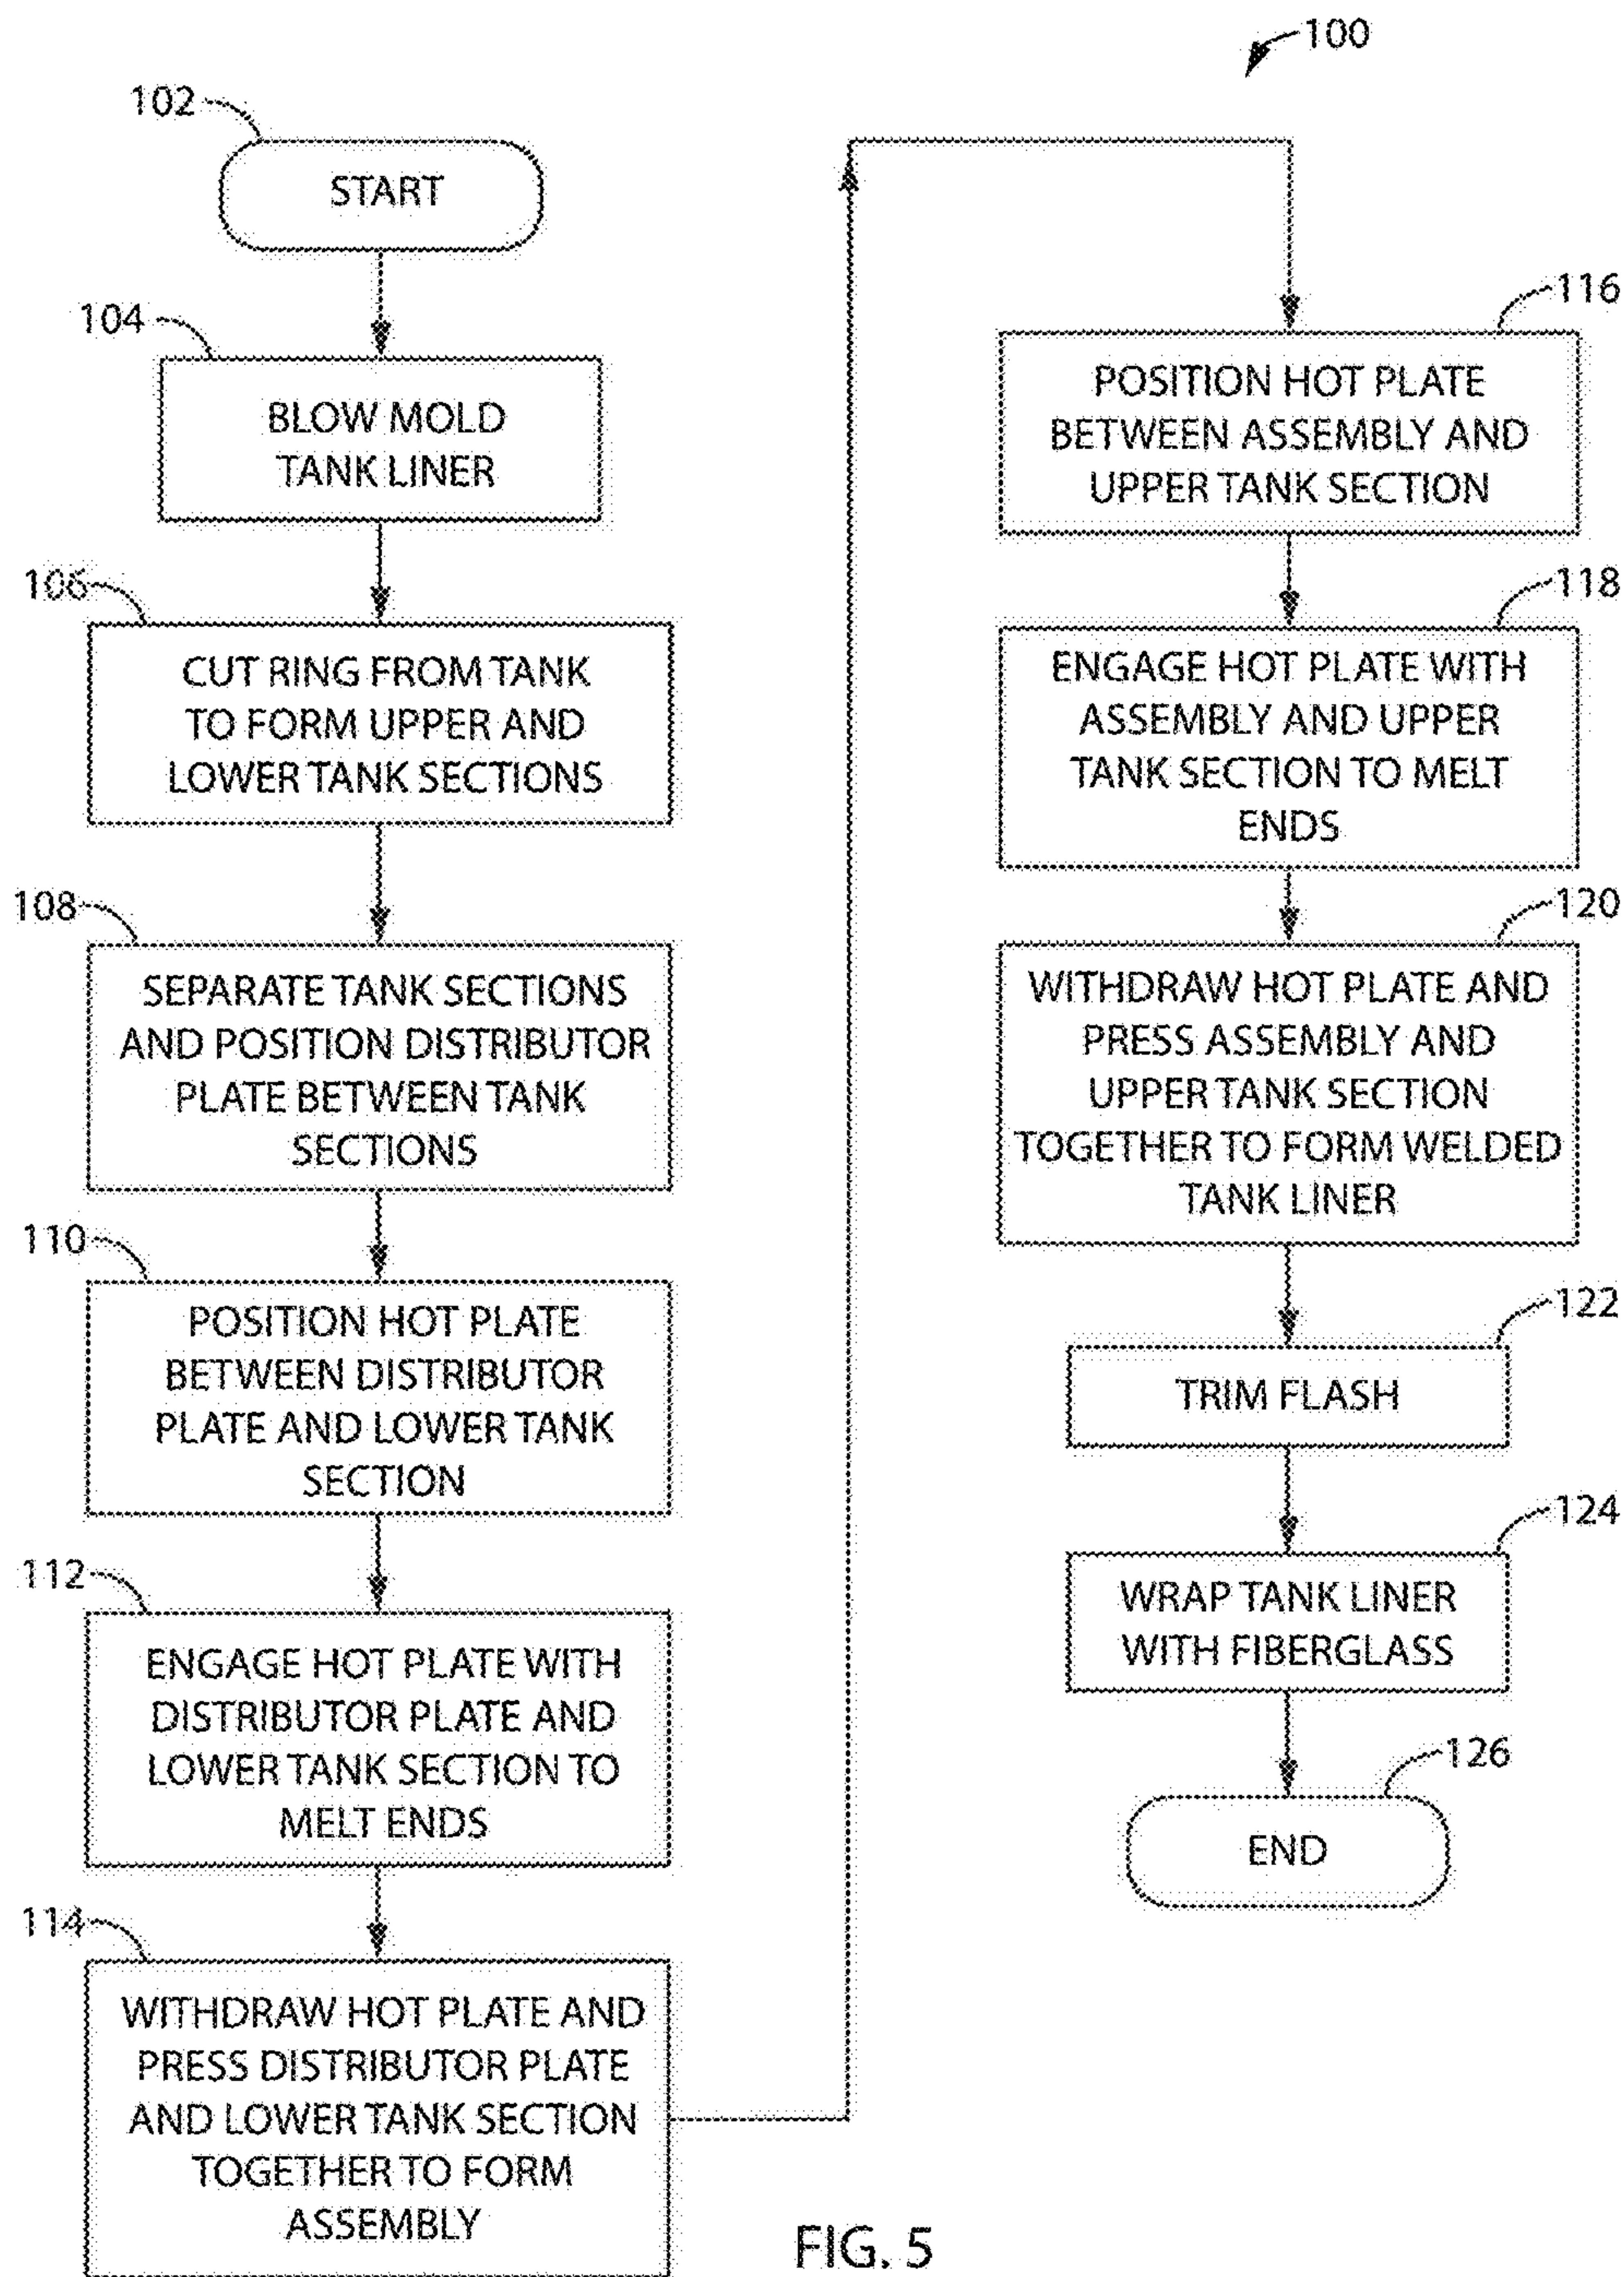 100
102
START
104
BLOW MOLD
TANK LINER
106
CUT RING FROM TANK
TO FORM UPPER AND
LOWER TANK SECTIONS
108
SEPARATE TANK SECTIONS
AND POSITION DISTRIBUTOR
PLATE BETWEEN TANK
SECTIONS
110
POSITION HOT PLATE
BETWEEN DISTRIBUTOR
PLATE AND LOWER TANK
SECTION
112
ENGAGE HOT PLATE WITH
DISTRIBUTOR PLATE AND
LOWER TANK SECTION TO
MELT ENDS
114
WITHDRAW HOT PLATE AND
PRESS DISTRIBUTOR PLATE
AND LOWER TANK SECTION
TOGETHER TO FORM
ASSEMBLY
116
POSITION HOT PLATE
BETWEEN ASSEMBLY AND
UPPER TANK SECTION
118
ENGAGE HOT PLATE WITH
ASSEMBLY AND UPPER
TANK SECTION TO MELT
ENDS
120
WITHDRAW HOT PLATE AND
PRESS ASSEMBLY AND
UPPER TANK SECTION
TOGETHER TO FORM WELDED
TANK LINER
122
TRIM FLASH
124
WRAP TANK LINER
WITH FIBERGLASS
126
END
FIG. 5